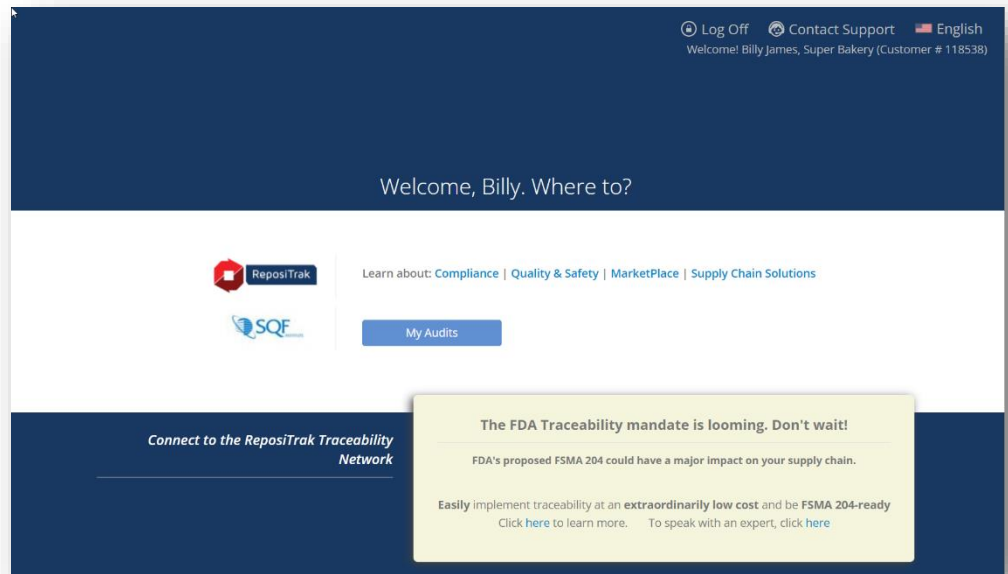 Log Off Contact Support English
Welcome! Billy James, Super Bakery (Customer # 118538)
Welcome, Billy. Where to?
ReposiTrak
Learn about: Compliance | Quality & Safety | MarketPlace | Supply Chain Solutions
SQF
My Audits
Connect to the ReposiTrak Traceability
Network
The FDA Traceability mandate is looming. Don't wait!
FDA's proposed FSMA 204 could have a major impact on your supply chain.
Easily implement traceability at an extraordinarily low cost and be FSMA 204-ready
Click here to learn more. To speak with an expert, click here